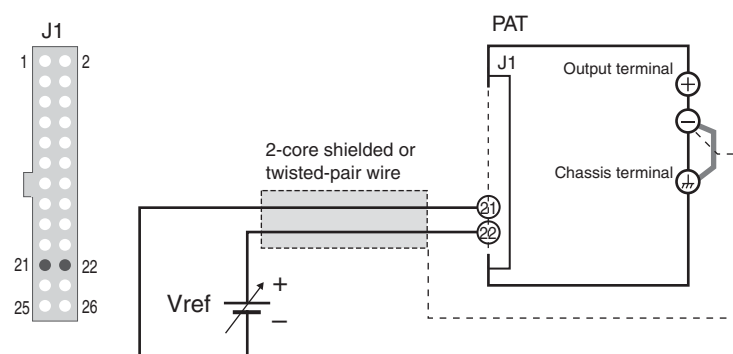 J1
1
2
21
22
25
26
2-core shielded or
twisted-pair wire
Vref
+
−
PAT
J1
21
22
Output terminal
+
−
Chassis terminal